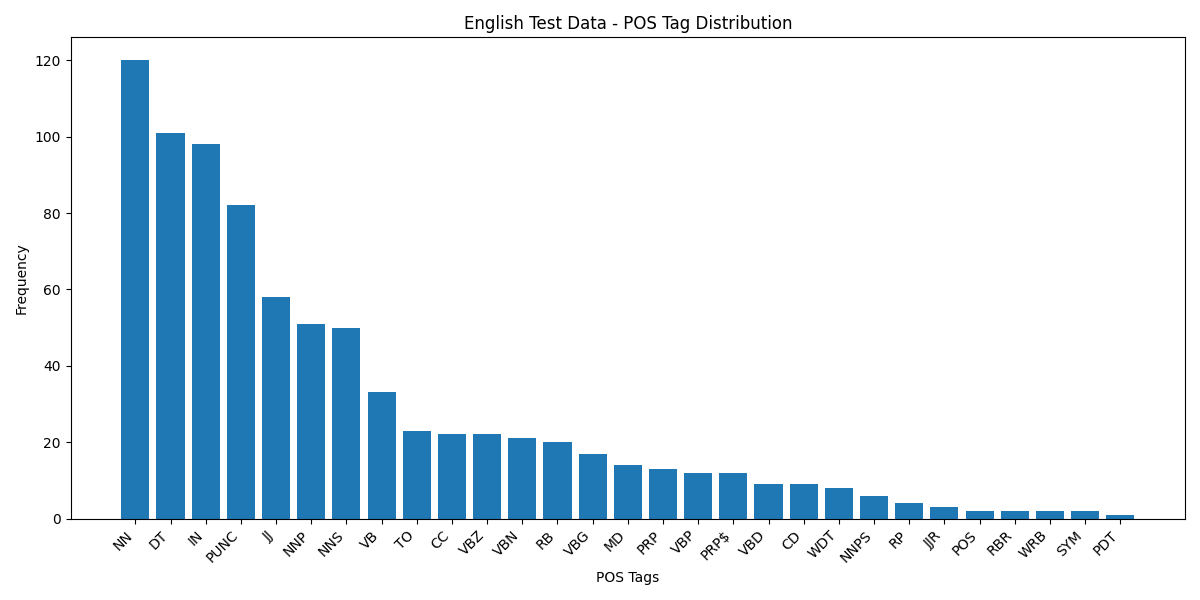 English Test Data - POS Tag Distribution
Frequency
120
100
80
60
40
20
0
NN DT IN PUNC JJ NNP NNS VB TO CC VBZ VBN RB VBG MD PRP VBP PRP$ VBD CD WDT NNPS RP JJR POS RBR WRB SYM PDT
POS Tags